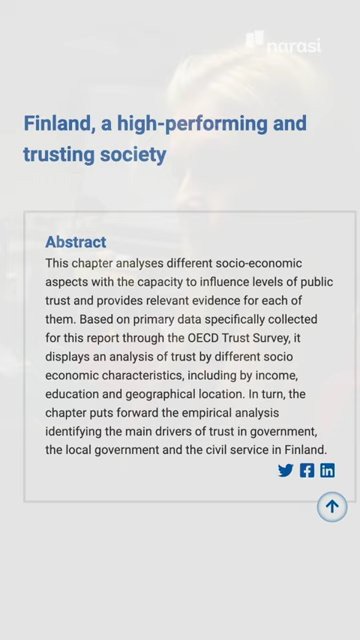 narasi
Finland, a high-performing and
trusting society
Abstract
This chapter analyses different socio-economic
aspects with the capacity to influence levels of public
trust and provides relevant evidence for each of
them. Based on primary data specifically collected
for this report through the OECD Trust Survey, it
displays an analysis of trust by different socio
economic characteristics, including by income,
education and geographical location. In turn, the
chapter puts forward the empirical analysis
identifying the main drivers of trust in government,
the local government and the civil service in Finland.